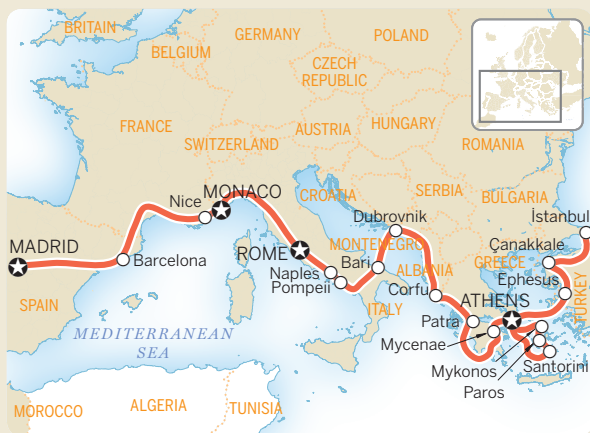 BRITAIN
GERMANY
POLAND
BELGIUM
CZECH
REPUBLIC
FRANCE
AUSTRIA
HUNGARY
SWITZERLAND
ROMANIA
Nice
MONACO
CROATIA
SERBIA
BULGARIA
Dubrovnik
İstanbul
MADRID
Barcelona
ROME
MONTENEGRO
Bari
Çanakkale
GREECE
Naples
Pompeii
ALBANIA
Ephesus
TURKEY
SPAIN
Corfu
ATHENS
ITALY
Patra
MEDITERRANEAN
SEA
Mycenae
Mykonos
Santorini
Paros
MOROCCO
ALGERIA
TUNISIA